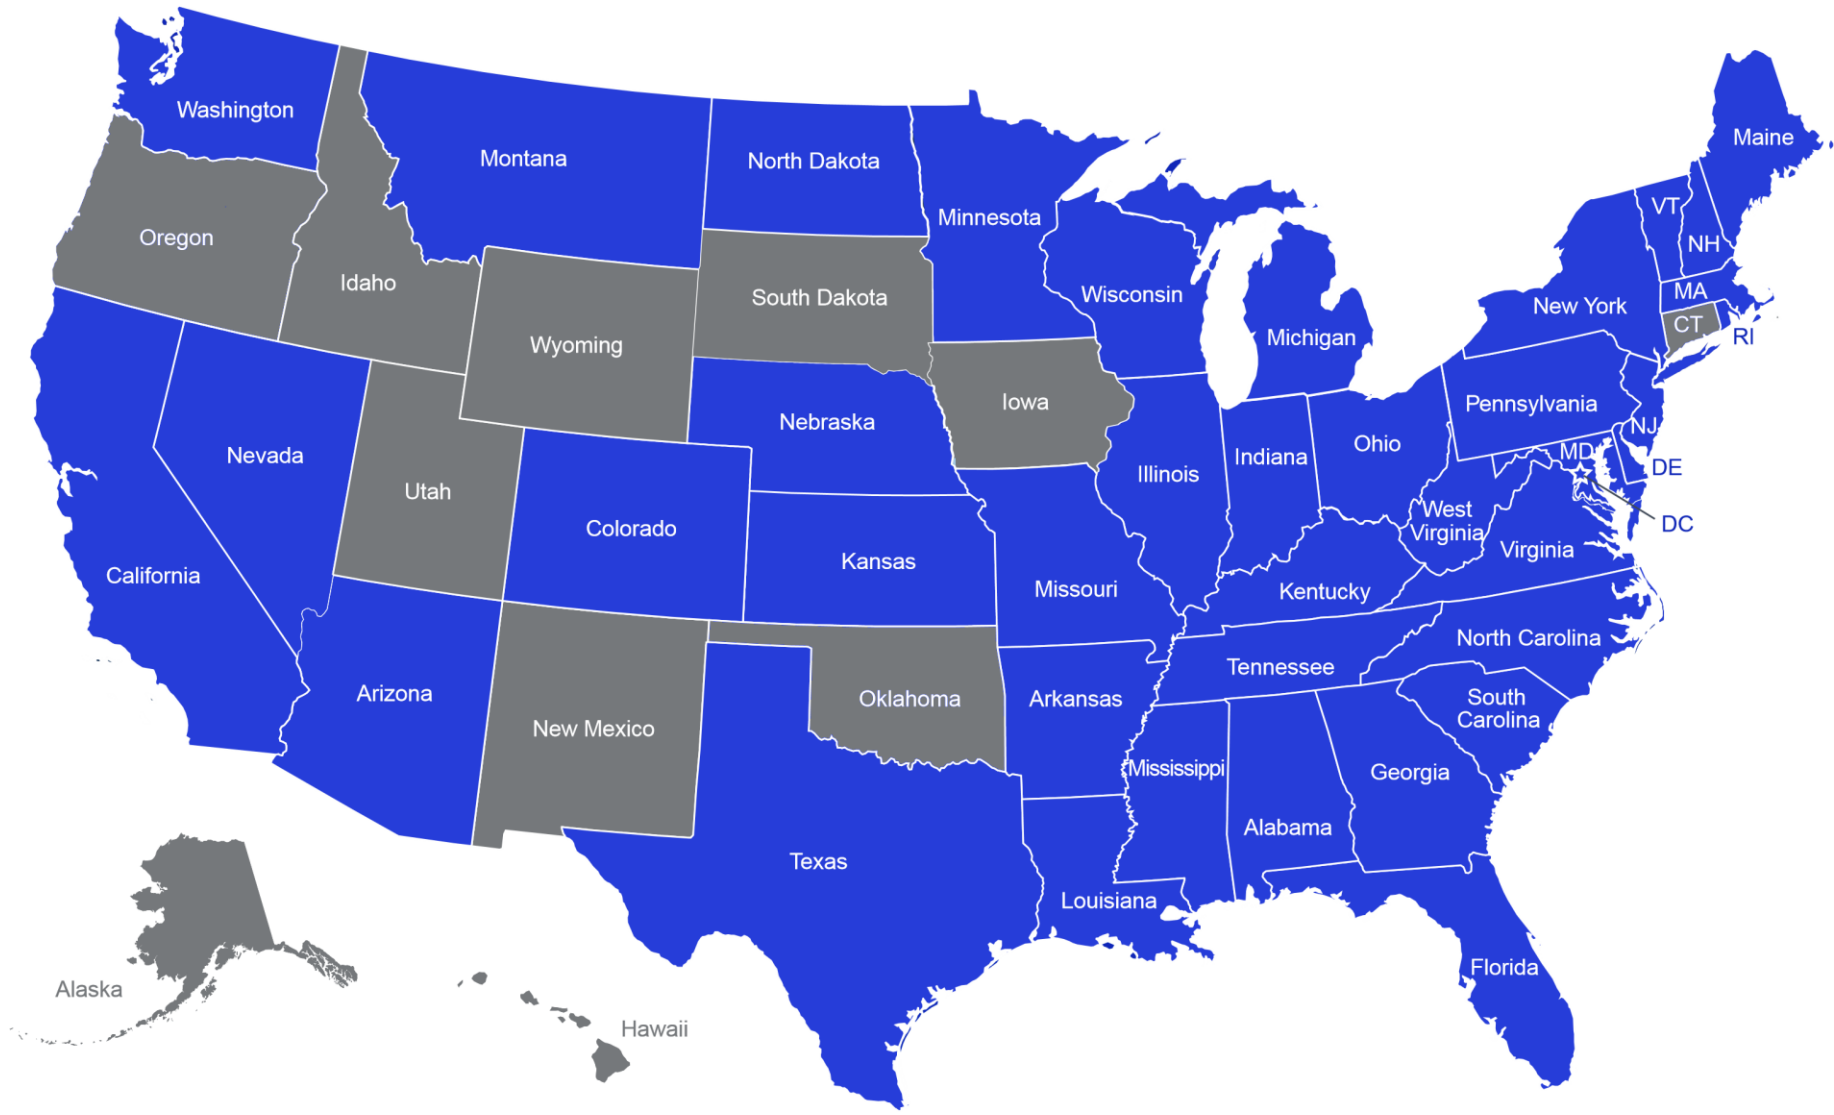 Washington
Montana
North Dakota
Minnesota
Maine
VT
NH
Oregon
Idaho
South Dakota
Wisconsin
MA
New York
CT
RI
Wyoming
Michigan
Iowa
Pennsylvania
NJ
Nebraska
Ohio
Nevada
Indiana
MD
DE
Utah
Illinois
Colorado
West
Virginia
DC
Virginia
Kansas
California
Missouri
Kentucky
North Carolina
Tennessee
Arizona
Oklahoma
Arkansas
South
Carolina
New Mexico
Mississippi
Georgia
Alabama
Texas
Louisiana
Florida
Alaska
Hawaii